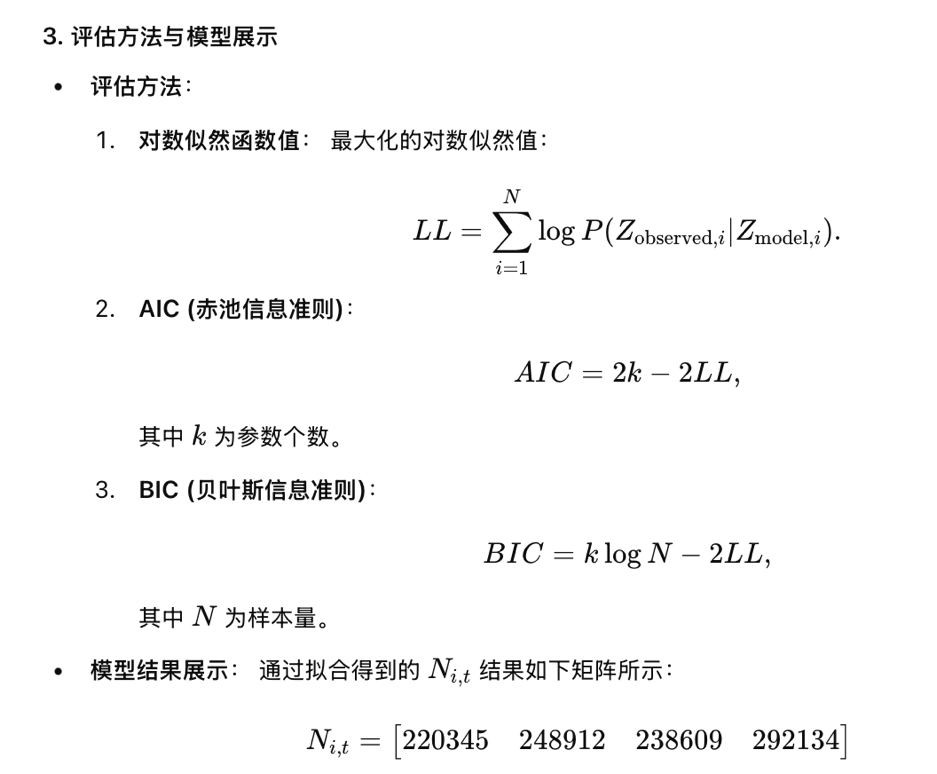 3. 评估方法与模型展示
• 评估方法：
1. 对数似然函数值： 最大化的对数似然值：
$$LL = \sum_{i=1}^{N} \log P(Z_{\text{observed},i}|Z_{\text{model},i}).$$
2. AIC (赤池信息准则)：
$$AIC = 2k - 2LL,$$
其中 $k$ 为参数个数。
3. BIC (贝叶斯信息准则)：
$$BIC = k \log N - 2LL,$$
其中 $N$ 为样本量。
• 模型结果展示： 通过拟合得到的 $N_{i,t}$ 结果如下矩阵所示：
$$N_{i,t} = \begin{bmatrix} 220345 & 248912 & 238609 & 292134 \end{bmatrix}$$